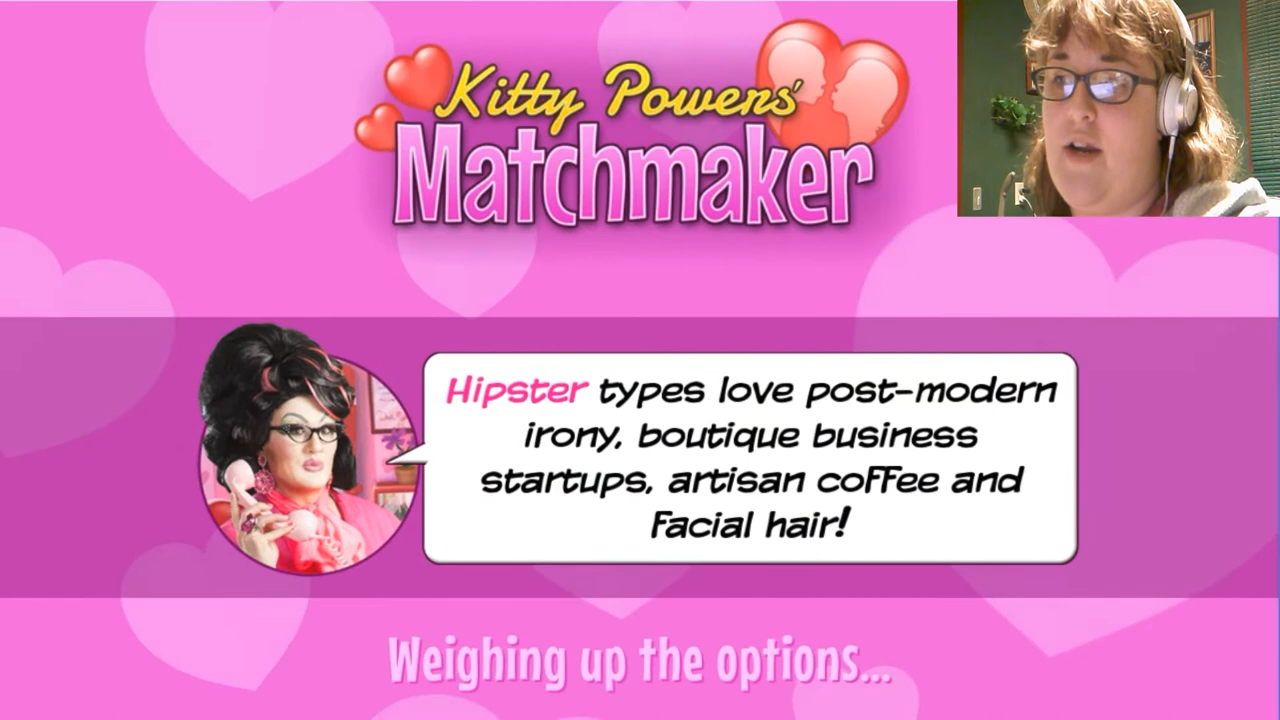 Kitty Powers'
Matchmaker
Hipster types love post-modern
irony, boutique business
startups, artisan coffee and
facial hair!
Weighing up the options...